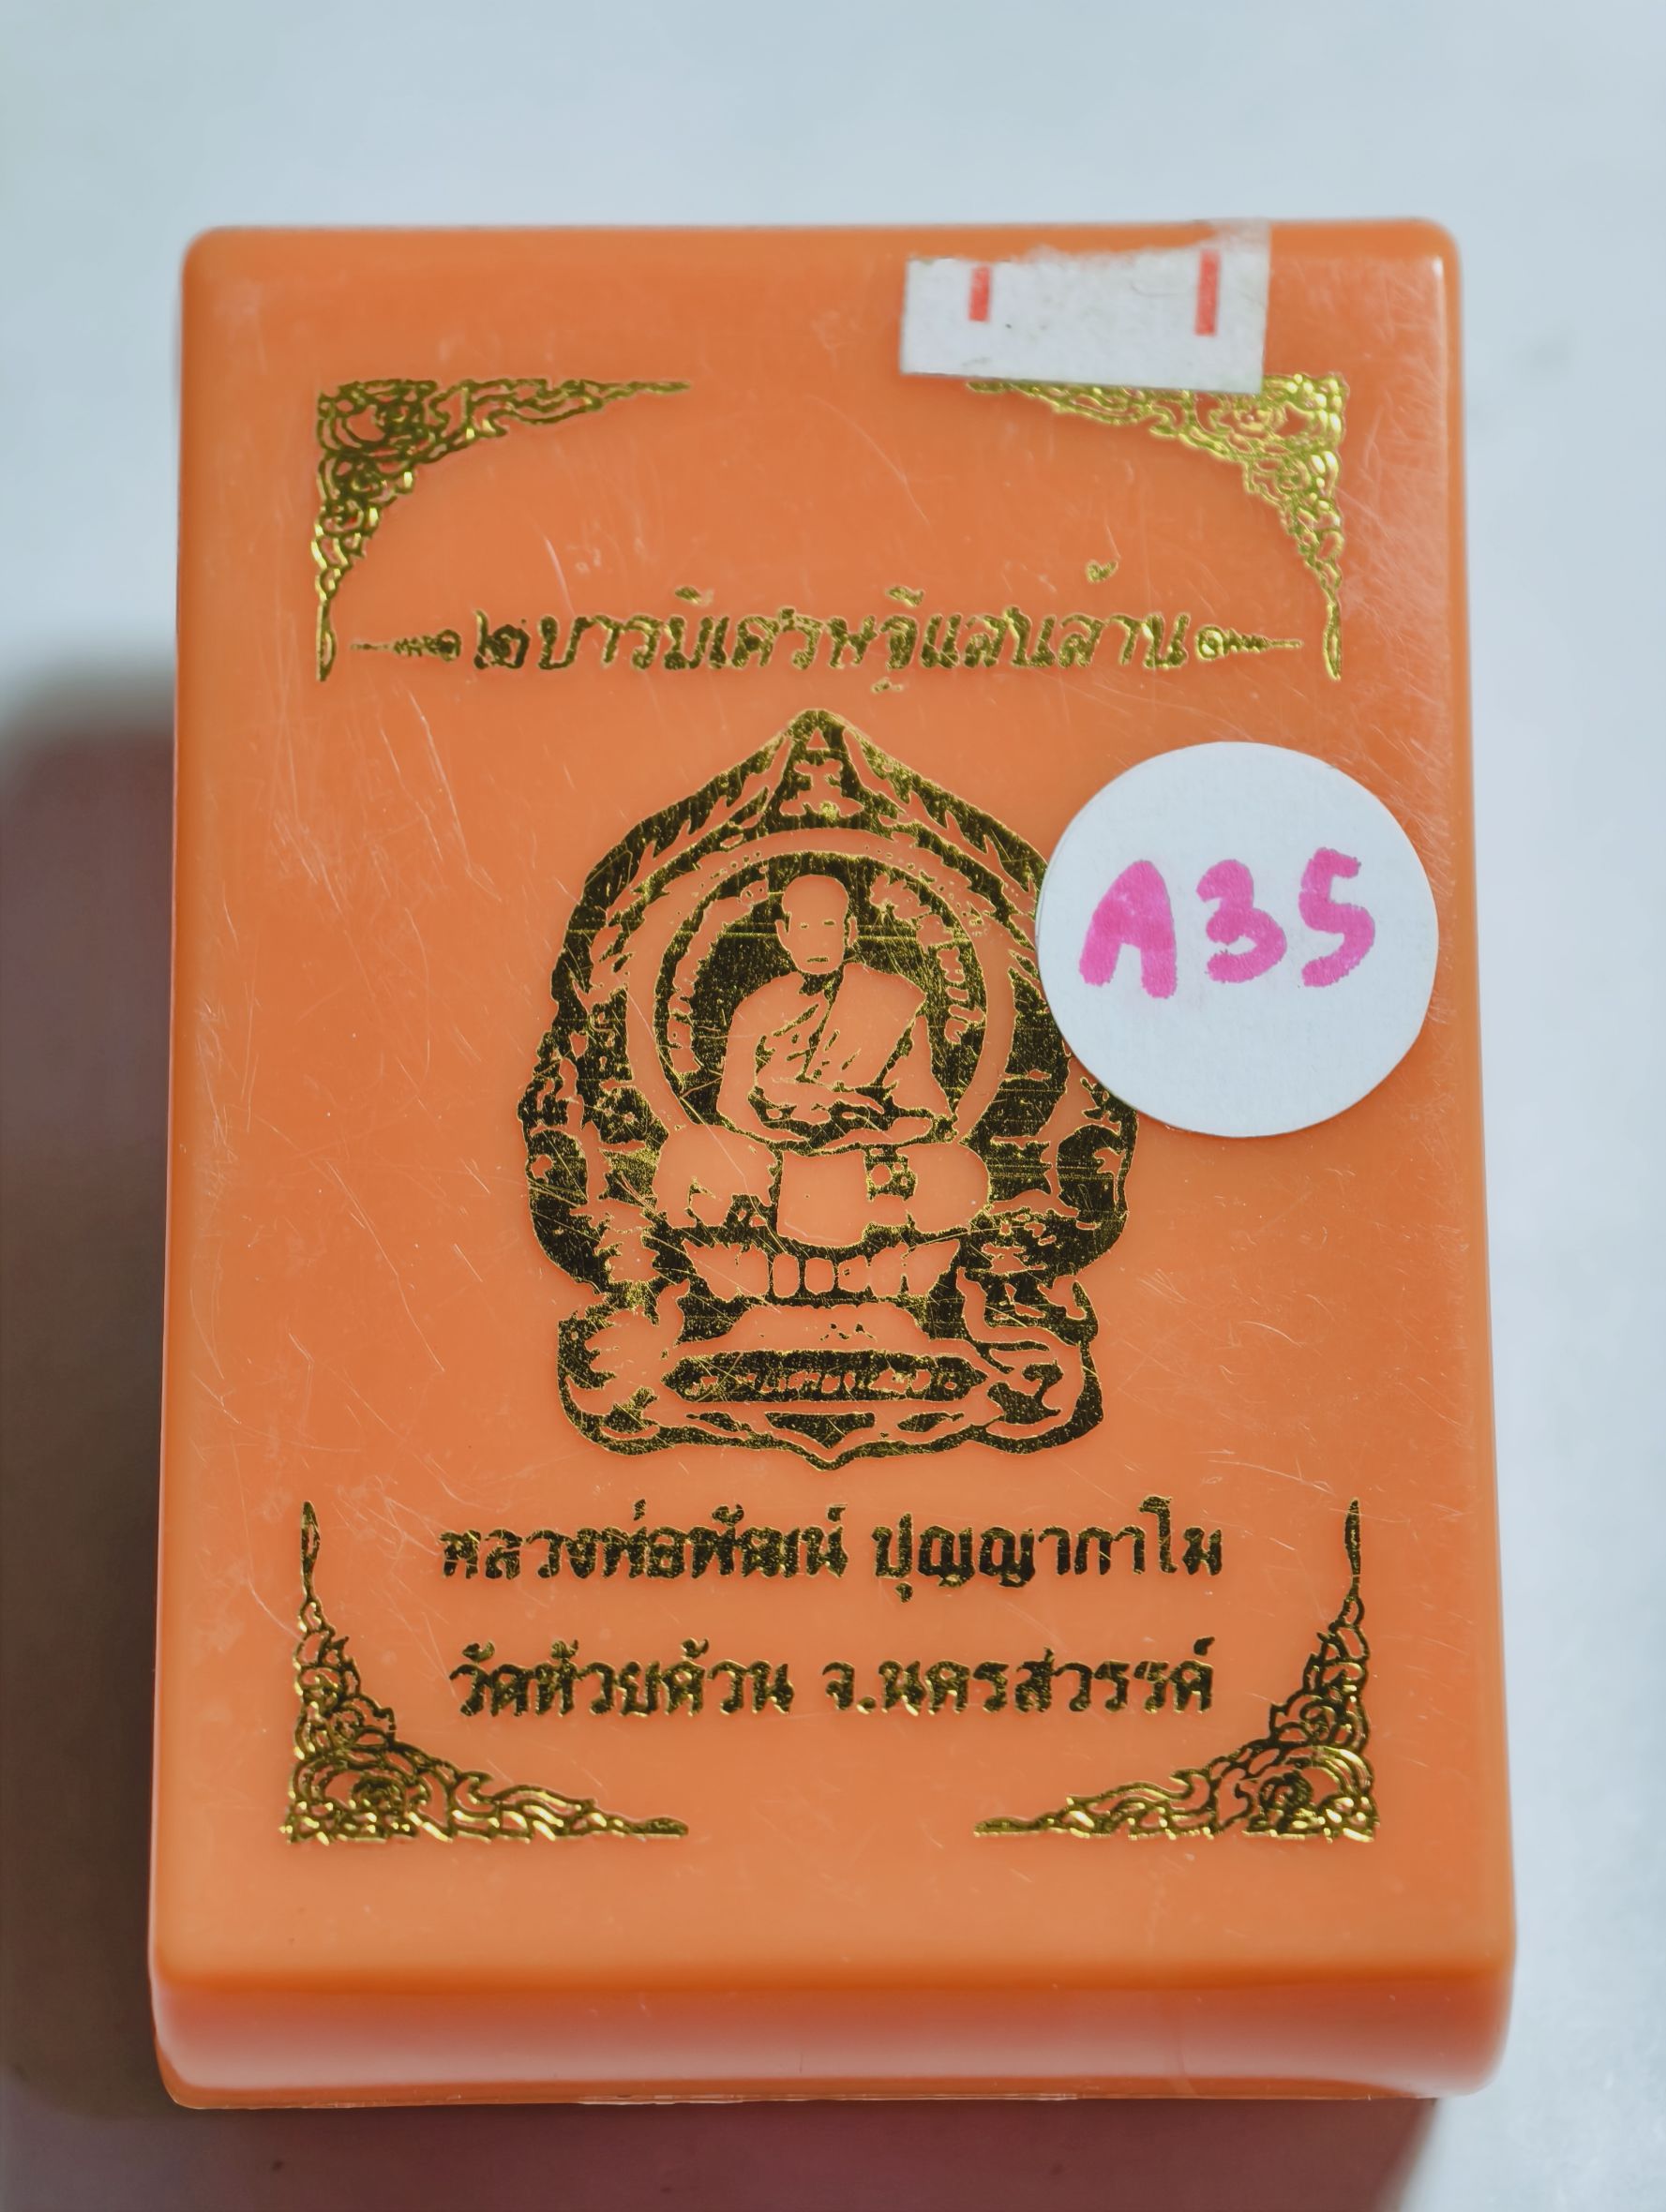 ๒บารมีเศรษฐีแสนล้าน
A35
หลวงพ่อพัฒน์ ปุญญากาโม
วัดห้วยด้วน จ.นครสวรรค์